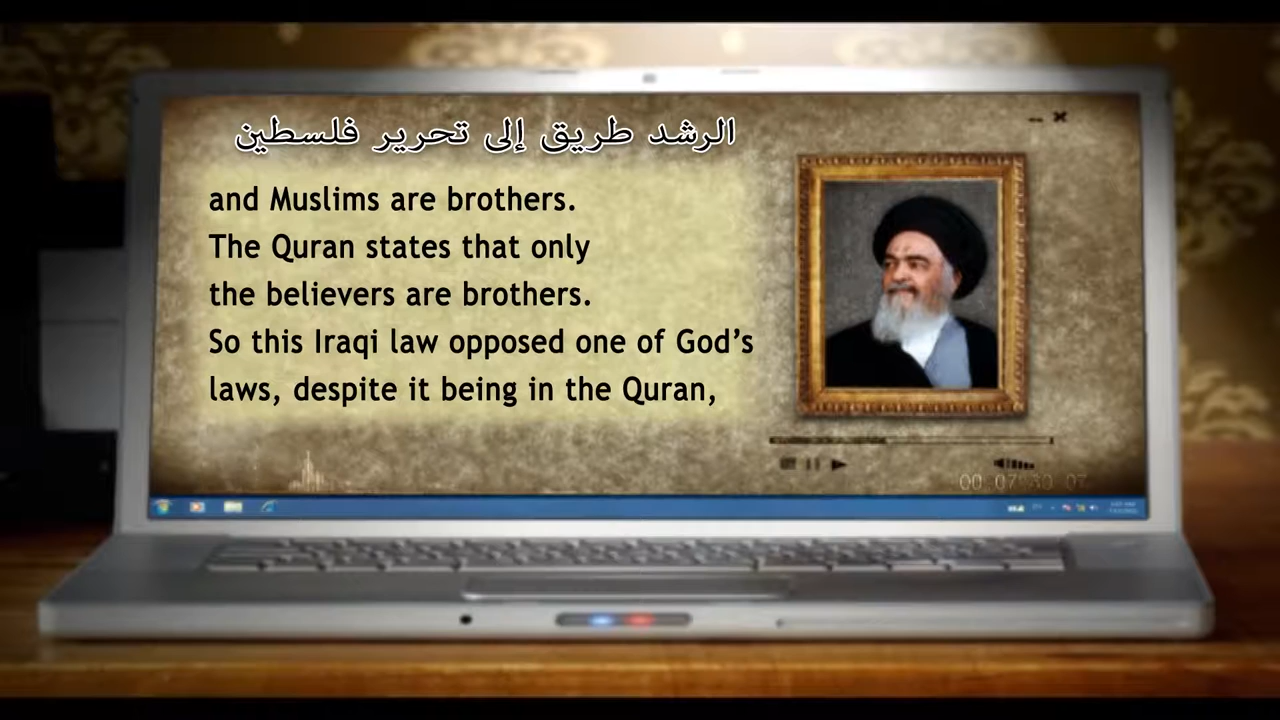 الرشد طريق إلى تحرير فلسطين
and Muslims are brothers.
The Quran states that only
the believers are brothers.
So this Iraqi law opposed one of God’s
laws, despite it being in the Quran,